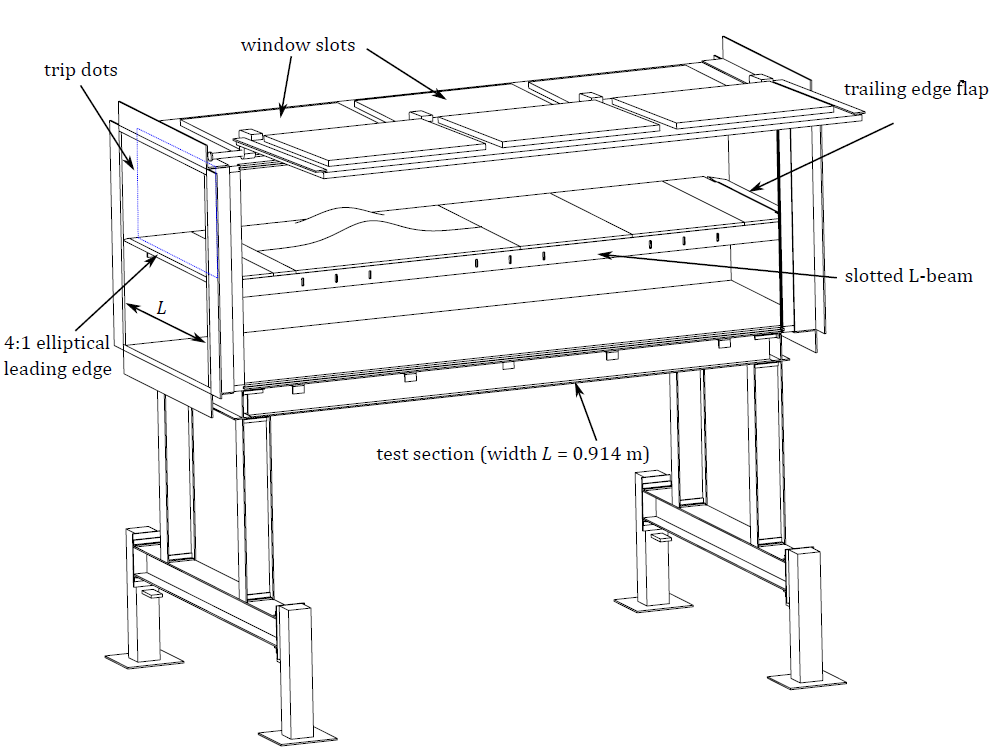 window slots
trip dots
trailing edge flap
slotted L-beam
L
4:1 elliptical
leading edge
test section (width L = 0.914 m)